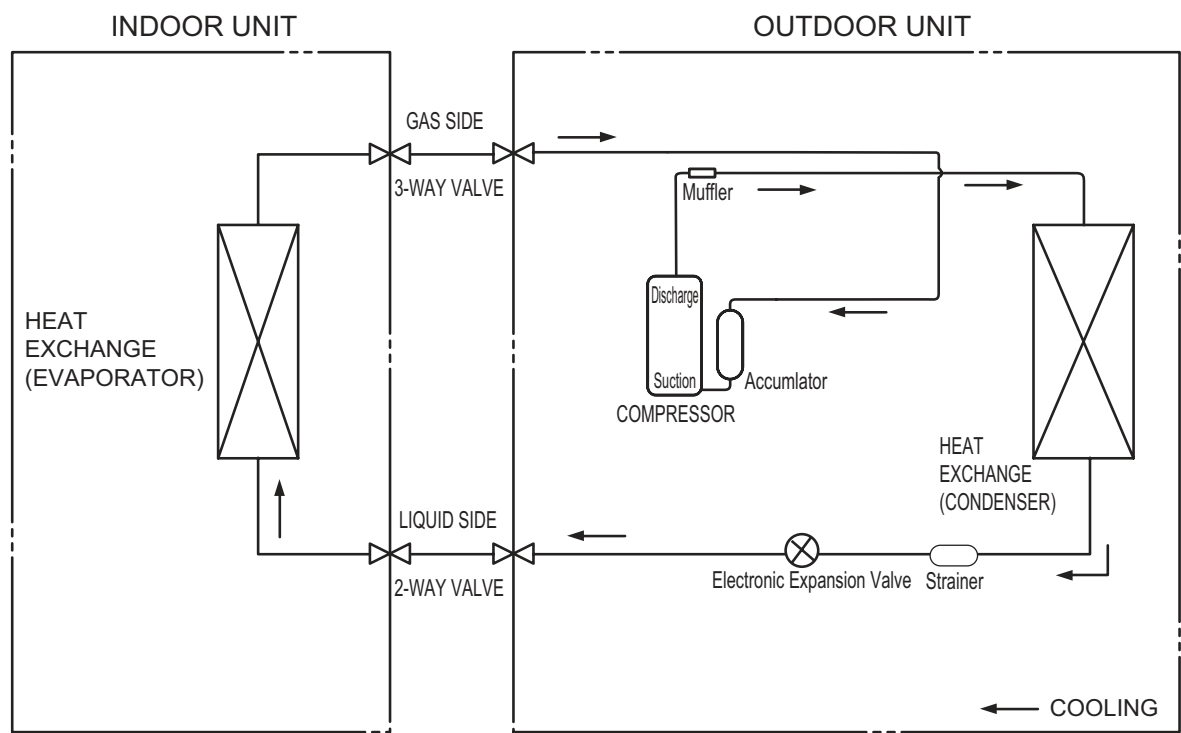 INDOOR UNIT
OUTDOOR UNIT
GAS SIDE
3-WAY VALVE
Muffler
HEAT
EXCHANGE
(EVAPORATOR)
Discharge
Suction
Accumlator
COMPRESSOR
HEAT
EXCHANGE
(CONDENSER)
LIQUID SIDE
2-WAY VALVE
Electronic Expansion Valve
Strainer
COOLING